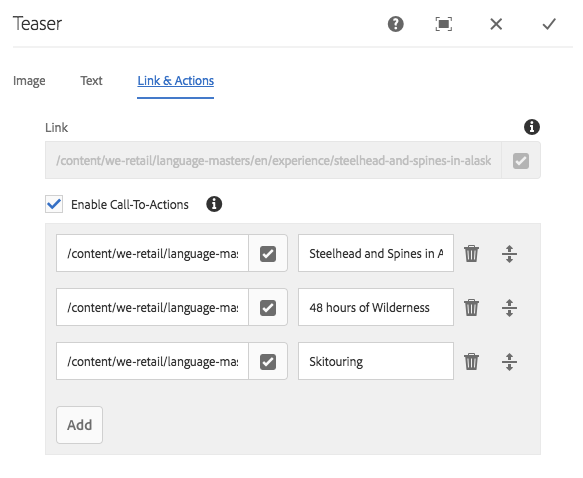 Teaser
Image Text Link & Actions
Link
/content/we-retail/language-masters/en/experience/steelhead-and-spines-in-alask
Enable Call-To-Actions
/content/we-retail/language-mas Steelhead and Spines in A
/content/we-retail/language-mas 48 hours of Wilderness
/content/we-retail/language-mas Skitouring
Add